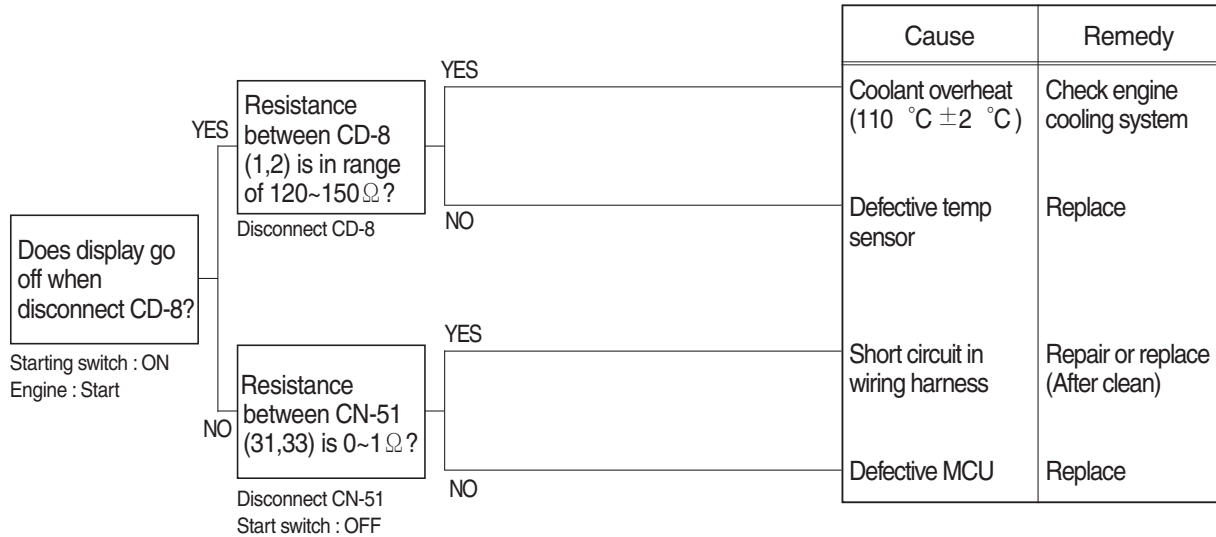 Does display go
off when
disconnect CD-8?
Starting switch : ON
Engine : Start
YES
Resistance
between CD-8
(1,2) is in range
of 120~150Ω?
Disconnect CD-8
NO
Resistance
between CN-51
(31,33) is 0~1Ω?
Disconnect CN-51
Start switch : OFF
YES
NO
YES
NO
Cause
Remedy
Coolant overheat
(110 °C ±2 °C)
Check engine
cooling system
Defective temp
sensor
Replace
Short circuit in
wiring harness
Repair or replace
(After clean)
Defective MCU
Replace